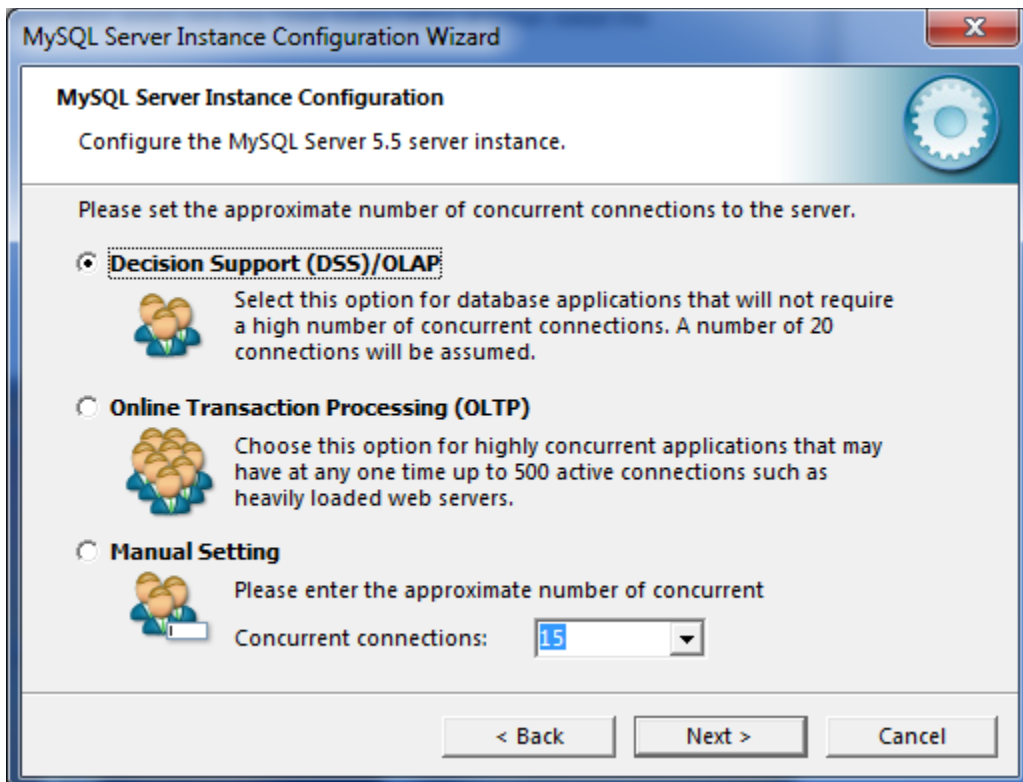 MySQL Server Instance Configuration Wizard
MySQL Server Instance Configuration
Configure the MySQL Server 5.5 server instance.
Please set the approximate number of concurrent connections to the server.
Decision Support (DSS)/OLAP
Select this option for database applications that will not require
a high number of concurrent connections. A number of 20
connections will be assumed.
Online Transaction Processing (OLTP)
Choose this option for highly concurrent applications that may
have at any one time up to 500 active connections such as
heavily loaded web servers.
Manual Setting
Please enter the approximate number of concurrent
Concurrent connections: 15
< Back Next > Cancel